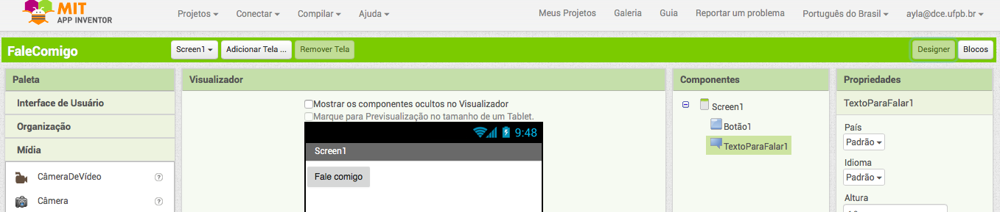 MIT
APP INVENTOR
Projetos Conectar Compilar Ajuda Meus Projetos Galeria Guia Reportar um problema Português do Brasil ayla@dce.ufpb.br
FaleComigo Screen1 Adicionar Tela ... Remover Tela Designer Blocos
Paleta Visualizador Componentes Propriedades
Interface de Usuário
Organização
Mídia
CâmeraDeVídeo ?
Câmera ?
Mostrar os componentes ocultos no Visualizador
Marque para Previsualização no tamanho de um Tablet.
9:48
Screen1
Fale comigo
Screen1
Botão1
TextoParaFalar1
TextoParaFalar1
País
Padrão
Idioma
Padrão
Altura